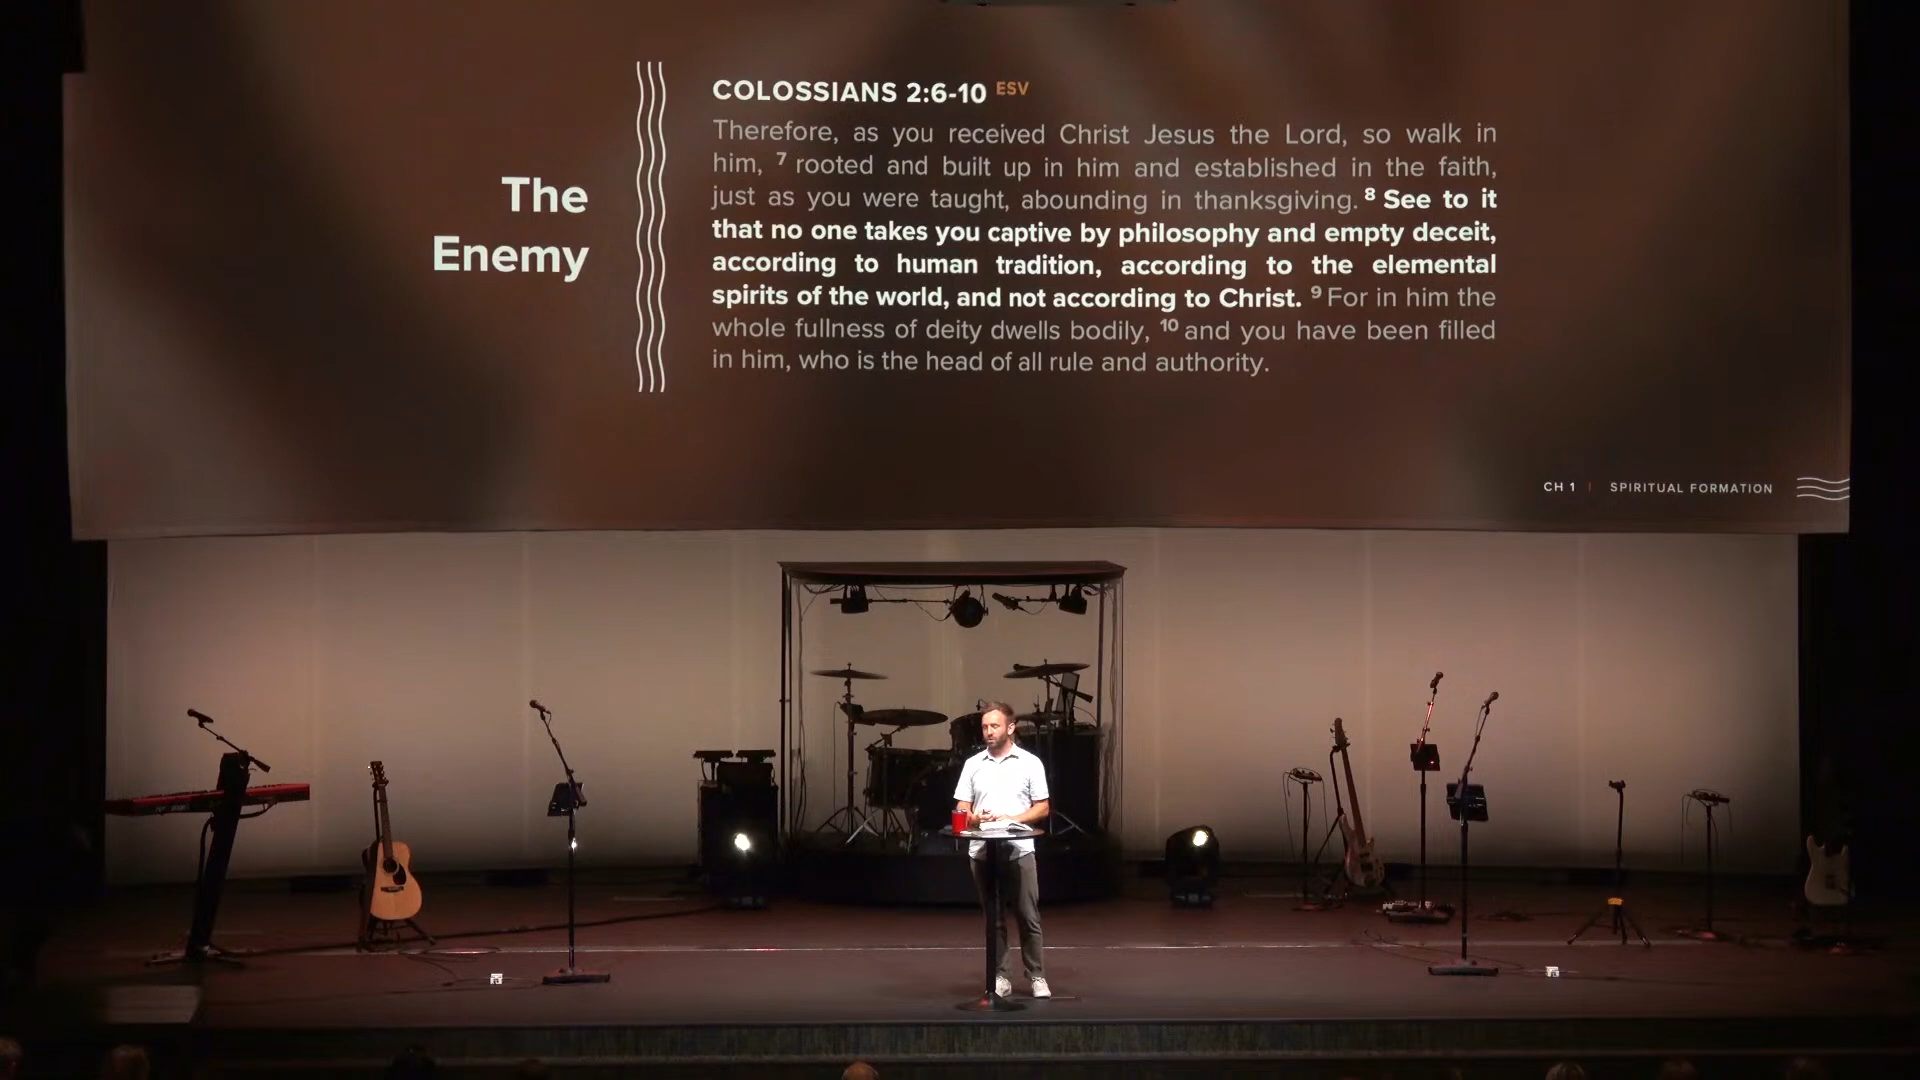 The
Enemy
COLOSSIANS 2:6-10 ESV
Therefore, as you received Christ Jesus the Lord, so walk in
him, 7 rooted and built up in him and established in the faith,
just as you were taught, abounding in thanksgiving. 8 See to it
that no one takes you captive by philosophy and empty deceit,
according to human tradition, according to the elemental
spirits of the world, and not according to Christ. 9 For in him the
whole fullness of deity dwells bodily, 10 and you have been filled
in him, who is the head of all rule and authority.
CH 1 | SPIRITUAL FORMATION